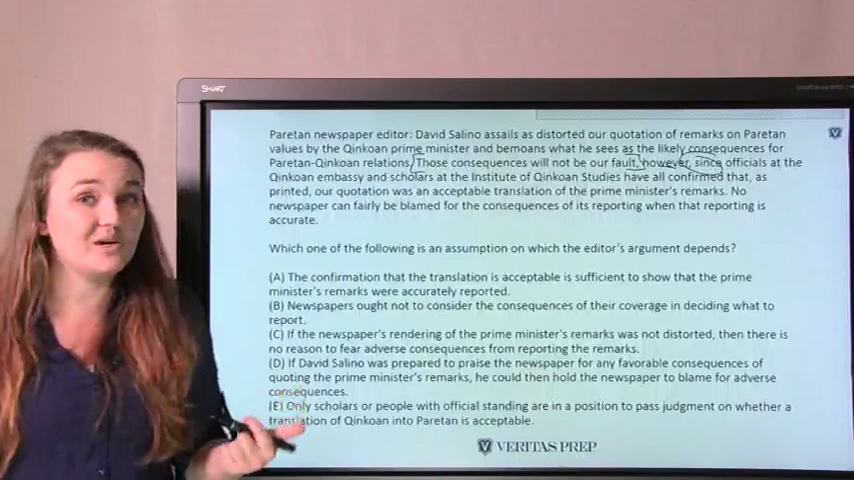 SMART
Paretan newspaper editor: David Salino assails as distorted our quotation of remarks on Paretan
values by the Qinkoan prime minister and bemoans what he sees as the likely consequences for
Paretan-Qinkoan relations. Those consequences will not be our fault, however, since officials at the
Qinkoan embassy and scholars at the Institute of Qinkoan Studies have all confirmed that, as
printed, our quotation was an acceptable translation of the prime minister's remarks. No
newspaper can fairly be blamed for the consequences of its reporting when that reporting is
accurate.
Which one of the following is an assumption on which the editor's argument depends?
(A) The confirmation that the translation is acceptable is sufficient to show that the prime
minister's remarks were accurately reported.
(B) Newspapers ought not to consider the consequences of their coverage in deciding what to
report.
(C) If the newspaper's rendering of the prime minister's remarks was not distorted, then there is
no reason to fear adverse consequences from reporting the remarks.
(D) If David Salino was prepared to praise the newspaper for any favorable consequences of
quoting the prime minister's remarks, he could then hold the newspaper to blame for adverse
consequences.
(E) Only scholars or people with official standing are in a position to pass judgment on whether a
translation of Qinkoan into Paretan is acceptable.
VERITAS PREP